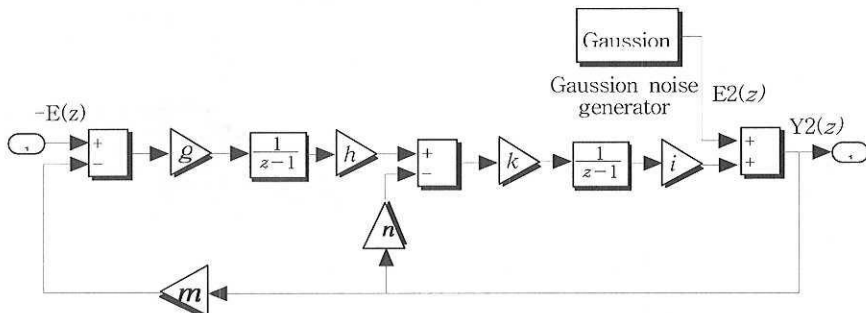 Gaussion
Gaussion noise
generator
E2(z)
-E(z)
Y2(z)
+
−
g
1
z−1
h
+
−
k
1
z−1
i
+
+
n
m